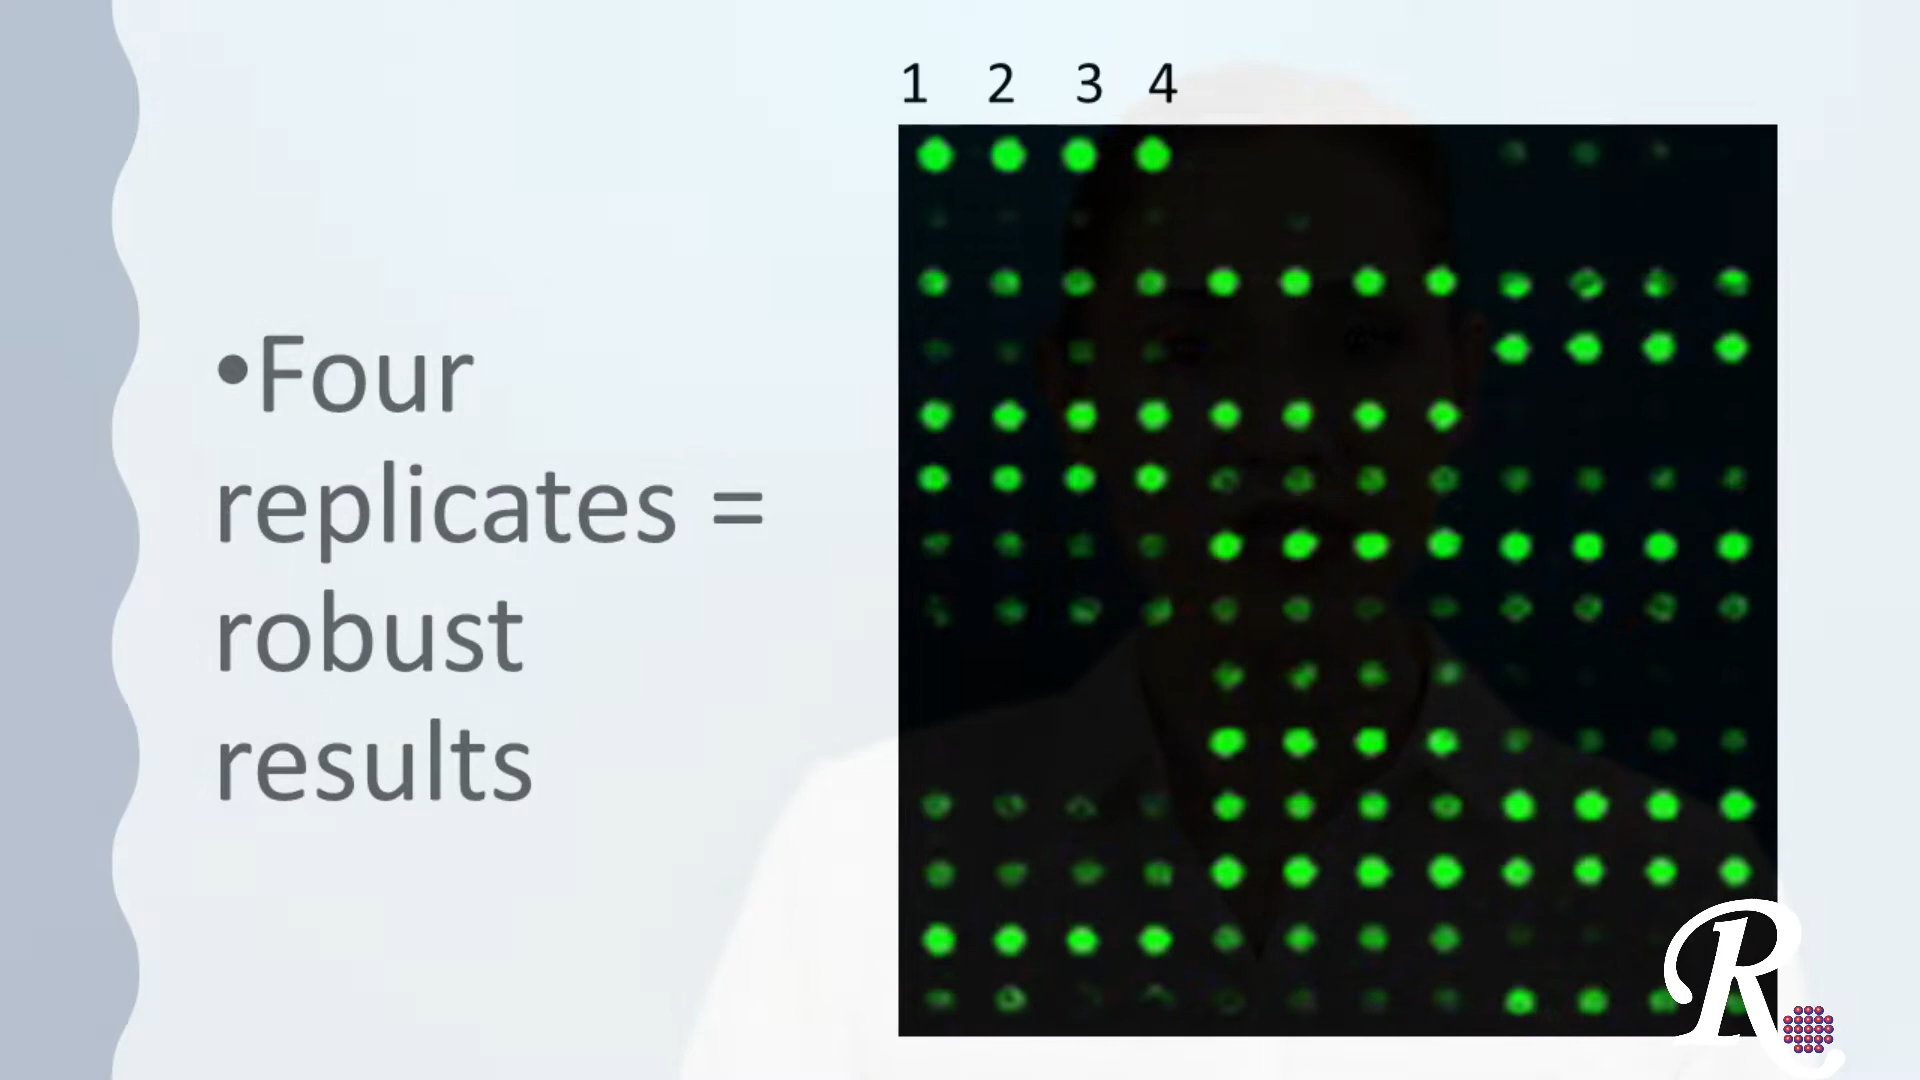 1 2 3 4
•Four
replicates =
robust
results
R